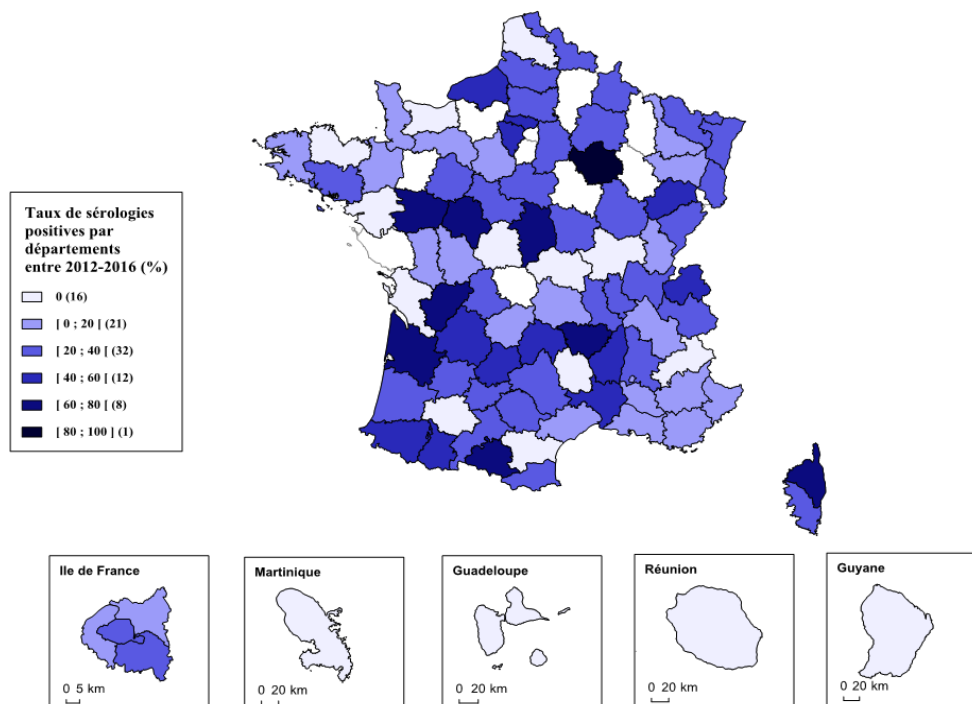 Taux de sérologies
positives par
départements
entre 2012-2016 (%)
0 (16)
[ 0 ; 20 [ (21)
[ 20 ; 40 [ (32)
[ 40 ; 60 [ (12)
[ 60 ; 80 [ (8)
[ 80 ; 100 ] (1)
Ile de France
0 5 km
Martinique
0 20 km
Guadeloupe
0 20 km
Réunion
0 20 km
Guyane
0 20 km